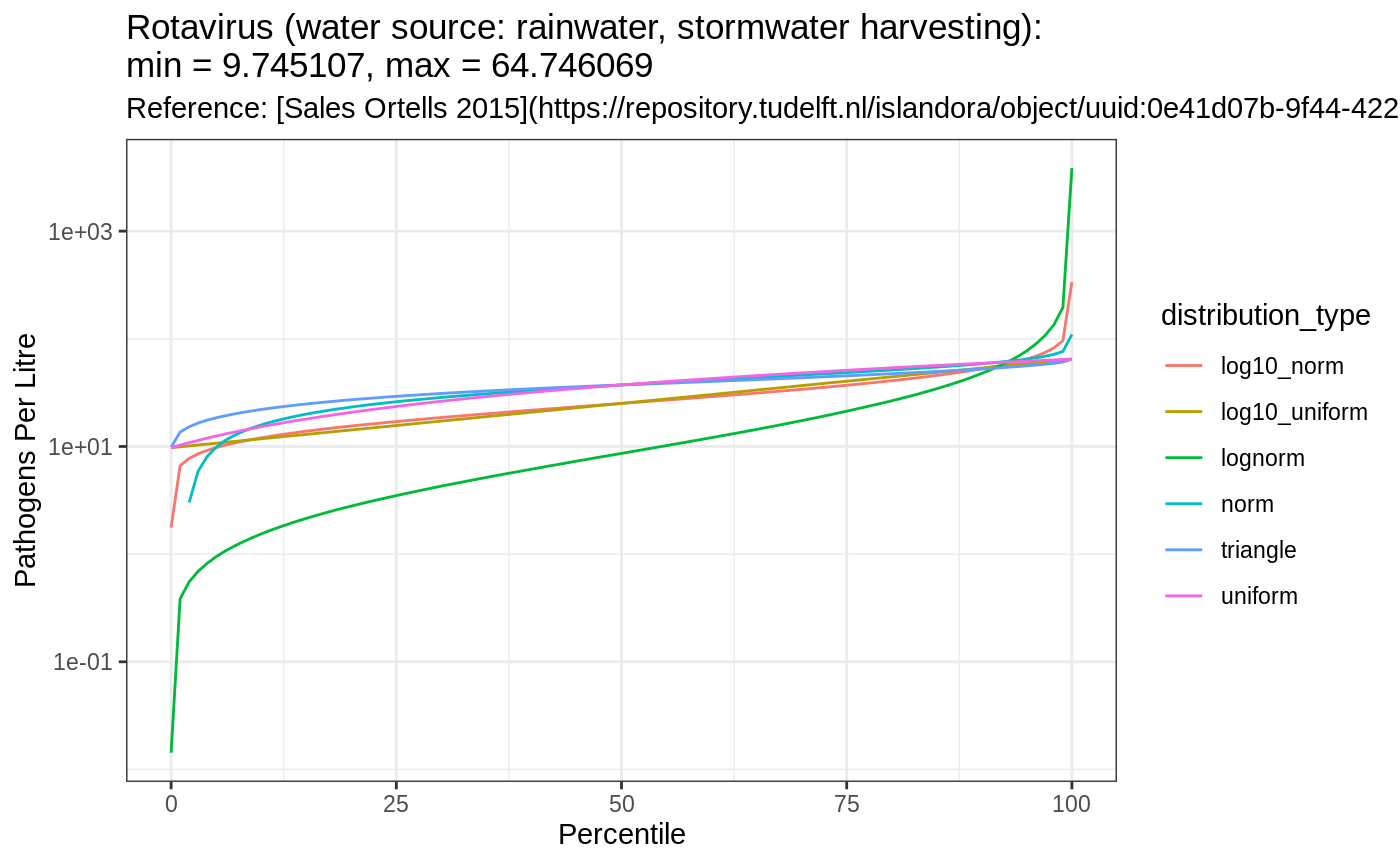 Rotavirus (water source: rainwater, stormwater harvesting):
min = 9.745107, max = 64.746069
Reference: [Sales Ortells 2015](https://repository.tudelft.nl/islandora/object/uuid:0e41d07b-9f44-422
Pathogens Per Litre
1e+03
1e+01
1e-01
0 25 50 75 100
Percentile
distribution_type
log10_norm
log10_uniform
lognorm
norm
triangle
uniform